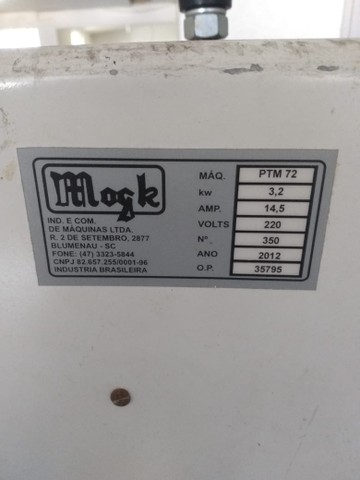 Mogk
IND. E COM.
DE MÁQUINAS LTDA.
R. 2 DE SETEMBRO, 2877
BLUMENAU - SC
FONE: (47) 3323-5844
CNPJ 82.657.255/0001-96
INDUSTRIA BRASILEIRA
MÁQ. PTM 72
kw 3,2
AMP. 14,5
VOLTS 220
Nº. 350
ANO 2012
O.P. 35795